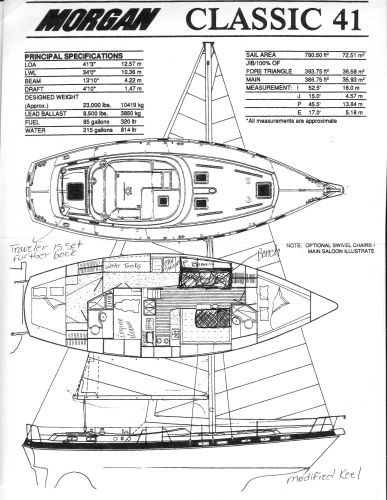 MORGAN CLASSIC 41
PRINCIPAL SPECIFICATIONS
LOA 41'3" 12.57 m
LWL 34'0" 10.36 m
BEAM 13'10" 4.22 m
DRAFT 4'10" 1.47 m
DESIGNED WEIGHT
(Approx.) 23,000 lbs. 10419 kg
LEAD BALLAST 8,500 lbs. 3850 kg
FUEL 85 gallons 320 ltr
WATER 215 gallons 814 ltr
SAIL AREA 780.50 ft² 72.51 m²
JIB/100% OF
FORE TRIANGLE 393.75 ft² 36.58 m²
MAIN 386.75 ft² 35.93 m²
MEASUREMENT: I 52.5' 16.0 m
J 15.0' 4.57 m
P 45.5' 13.84 m
E 17.0' 5.18 m
*All measurements are approximate
Traveler is set
further back
Bench
NOTE: OPTIONAL SWIVEL CHAIRS /
MAIN SALOON ILLUSTRATE
Water Tanks
Engine
Room
modified Keel